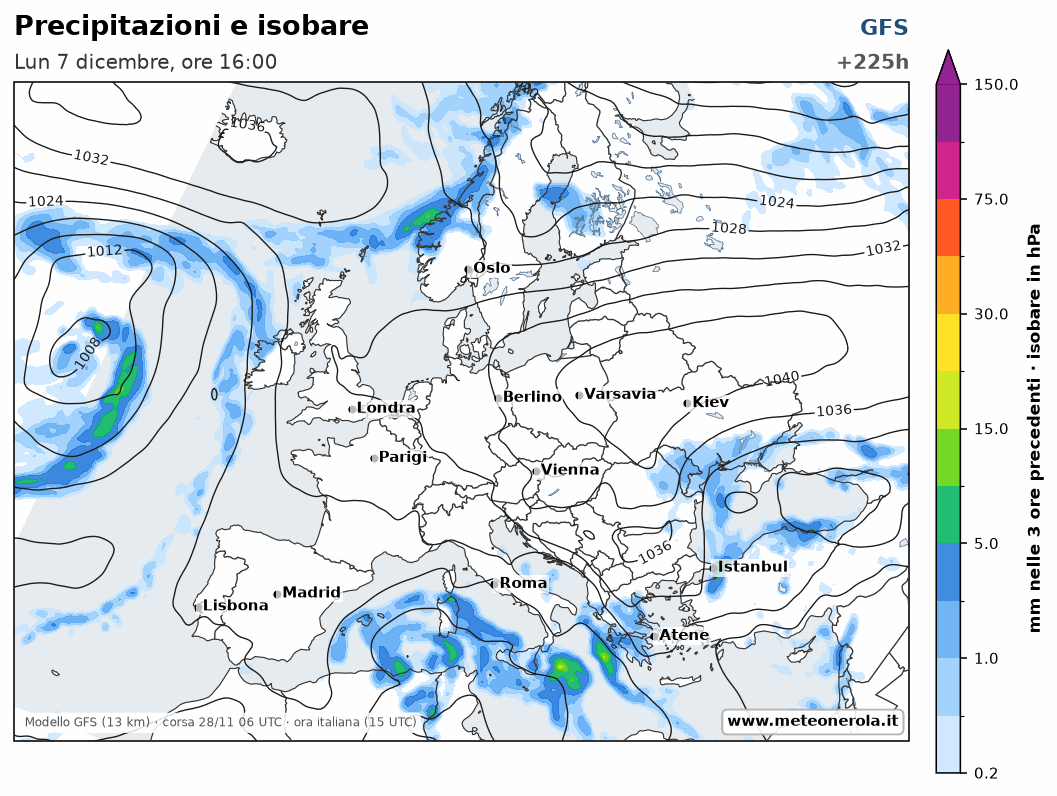 Precipitazioni e isobare
GFS
Lun 7 dicembre, ore 16:00
+225h
150.0
75.0
30.0
15.0
5.0
1.0
0.2
mm nelle 3 ore precedenti · isobare in hPa
1036
1032
1024
1012
1008
1024
1028
1032
1040
1036
1036
Oslo
Berlino
Varsavia
Kiev
Londra
Parigi
Vienna
Istanbul
Roma
Madrid
Lisbona
Atene
Modello GFS (13 km) · corsa 28/11 06 UTC · ora italiana (15 UTC)
www.meteonerola.it